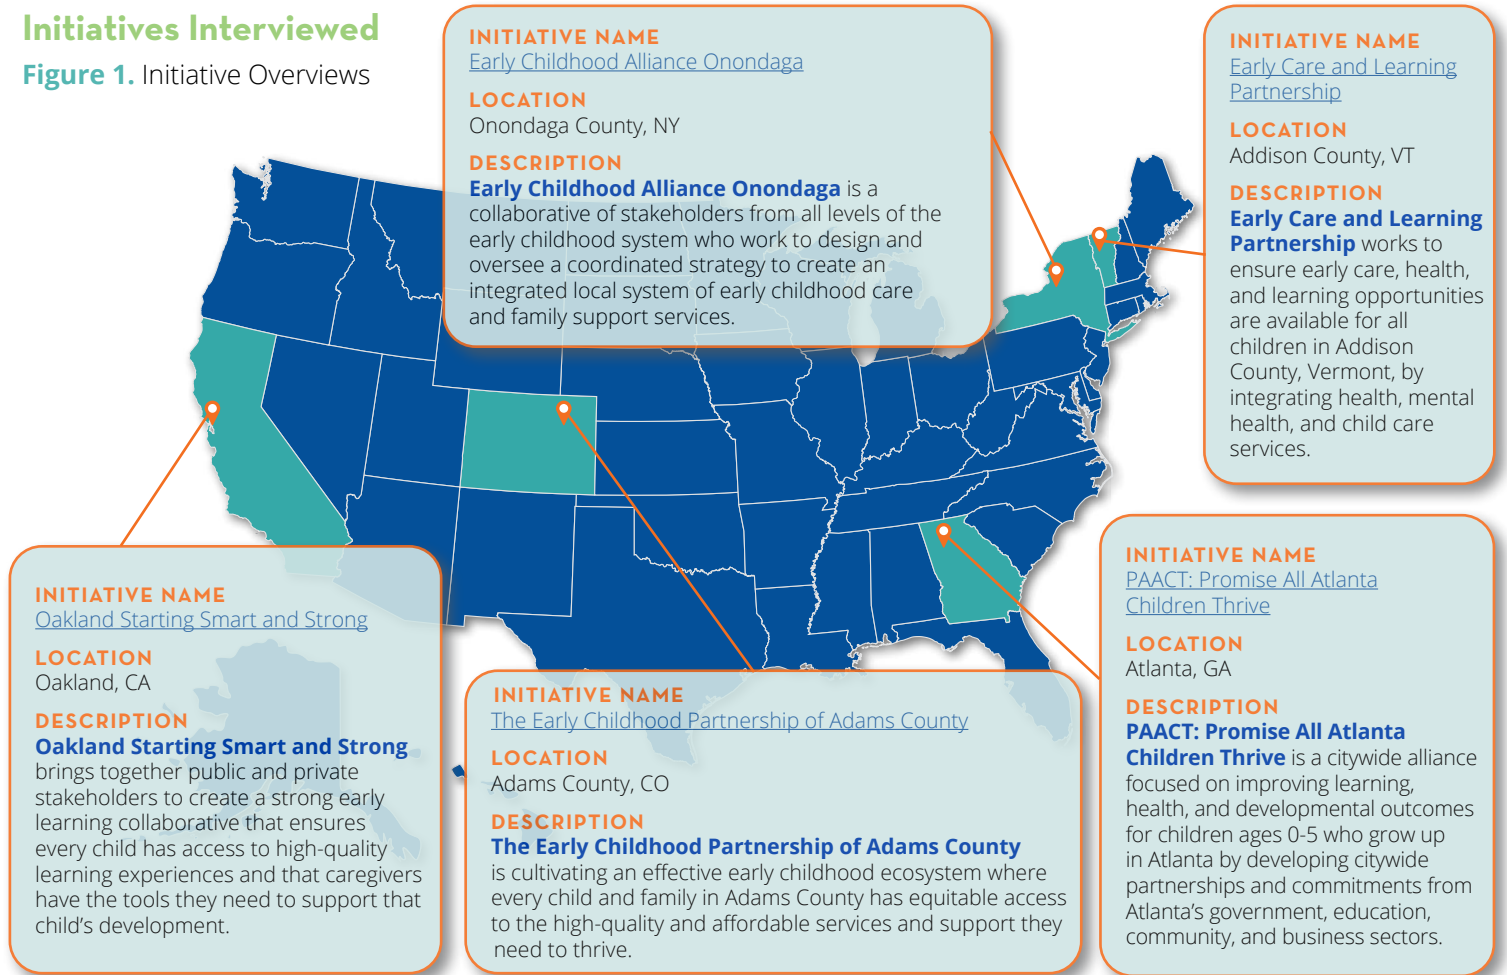 Initiatives Interviewed
Figure 1. Initiative Overviews
INITIATIVE NAME
Early Childhood Alliance Onondaga
LOCATION
Onondaga County, NY
DESCRIPTION
Early Childhood Alliance Onondaga is a
collaborative of stakeholders from all levels of the
early childhood system who work to design and
oversee a coordinated strategy to create an
integrated local system of early childhood care
and family support services.
INITIATIVE NAME
Early Care and Learning
Partnership
LOCATION
Addison County, VT
DESCRIPTION
Early Care and Learning
Partnership works to
ensure early care, health,
and learning opportunities
are available for all
children in Addison
County, Vermont, by
integrating health, mental
health, and child care
services.
INITIATIVE NAME
Oakland Starting Smart and Strong
LOCATION
Oakland, CA
DESCRIPTION
Oakland Starting Smart and Strong
brings together public and private
stakeholders to create a strong early
learning collaborative that ensures
every child has access to high-quality
learning experiences and that caregivers
have the tools they need to support that
child's development.
INITIATIVE NAME
The Early Childhood Partnership of Adams County
LOCATION
Adams County, CO
DESCRIPTION
The Early Childhood Partnership of Adams County
is cultivating an effective early childhood ecosystem where
every child and family in Adams County has equitable access
to the high-quality and affordable services and support they
need to thrive.
INITIATIVE NAME
PAACT: Promise All Atlanta
Children Thrive
LOCATION
Atlanta, GA
DESCRIPTION
PAACT: Promise All Atlanta
Children Thrive is a citywide alliance
focused on improving learning,
health, and developmental outcomes
for children ages 0-5 who grow up
in Atlanta by developing citywide
partnerships and commitments from
Atlanta's government, education,
community, and business sectors.